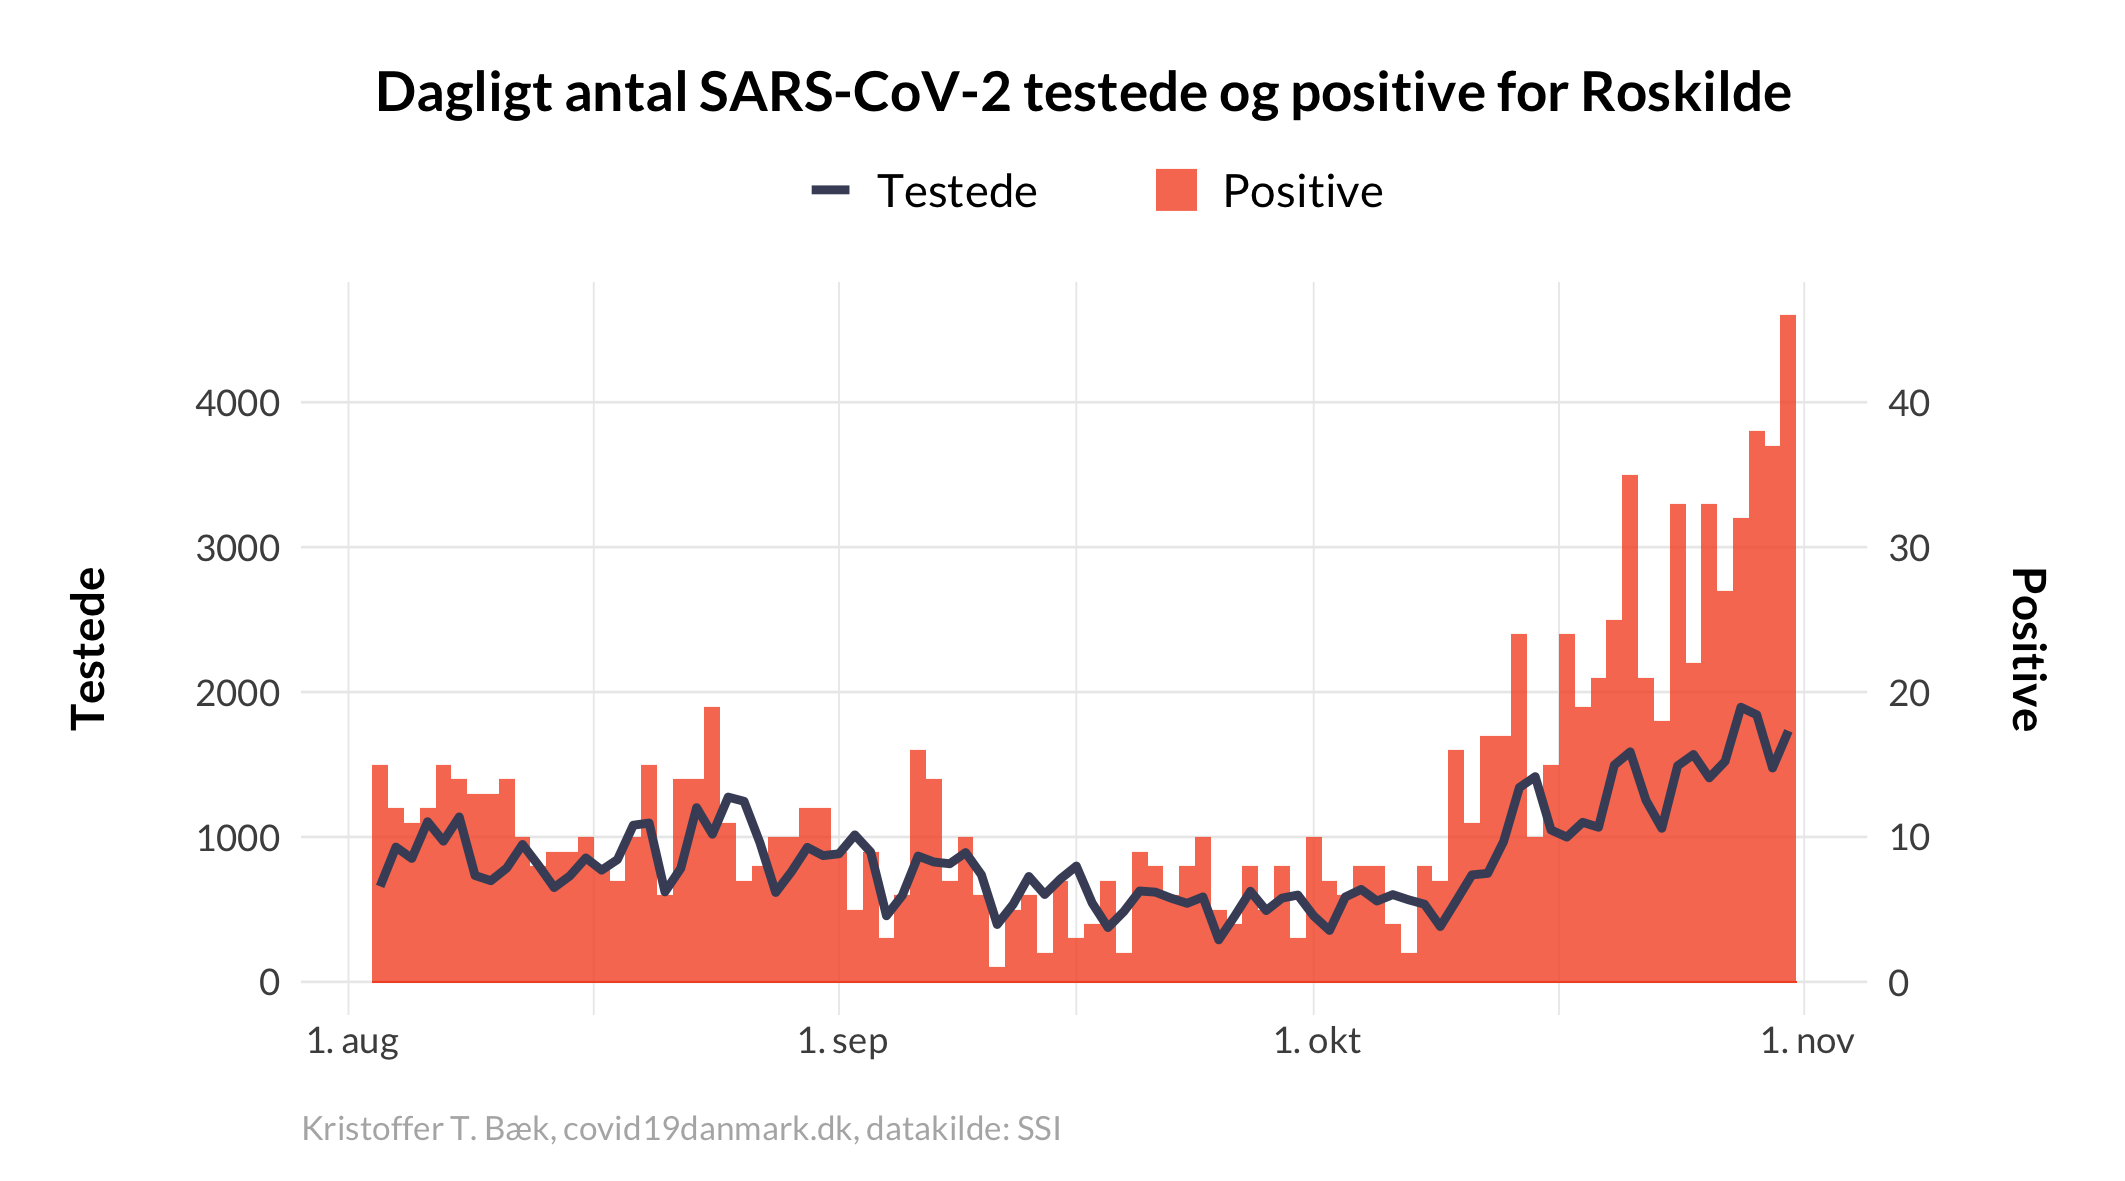 Dagligt antal SARS-CoV-2 testede og positive for Roskilde
Testede
Positive
4000
3000
2000
1000
0
Testede
40
30
20
10
0
Positive
1. aug
1. sep
1. okt
1. nov
Kristoffer T. Bæk, covid19danmark.dk, datakilde: SSI